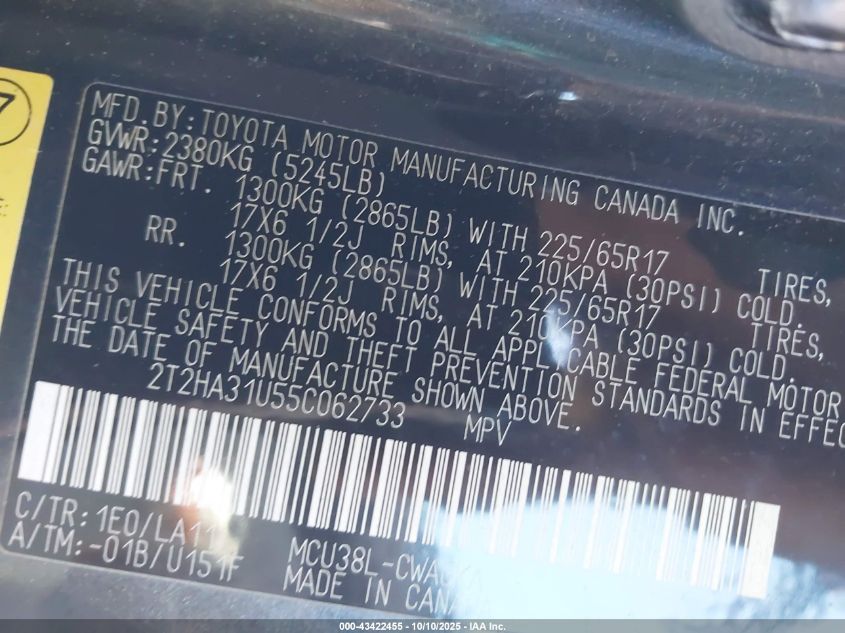 7
MFD.BY:TOYOTA MOTOR MANUFACTURING CANADA INC.
GVWR:2380KG (5245LB)
GAWR:FRT. 1300KG (2865LB) WITH 225/65R17 TIRES,
17X6 1/2J RIMS, AT 210KPA (30PSI) COLD.
RR. 1300KG (2865LB) WITH 225/65R17 TIRES,
17X6 1/2J RIMS, AT 210KPA (30PSI) COLD.
THIS VEHICLE CONFORMS TO ALL APPLICABLE FEDERAL MOTOR
VEHICLE SAFETY AND THEFT PREVENTION STANDARDS IN EFFEC
THE DATE OF MANUFACTURE SHOWN ABOVE.
2T2HA31U55C062733 MPV
C/TR:1E0/LA11 MCU38L-
A/TM:-01B/U151F MADE IN CANA
000-43422455 - 10/10/2025 - IAA Inc.